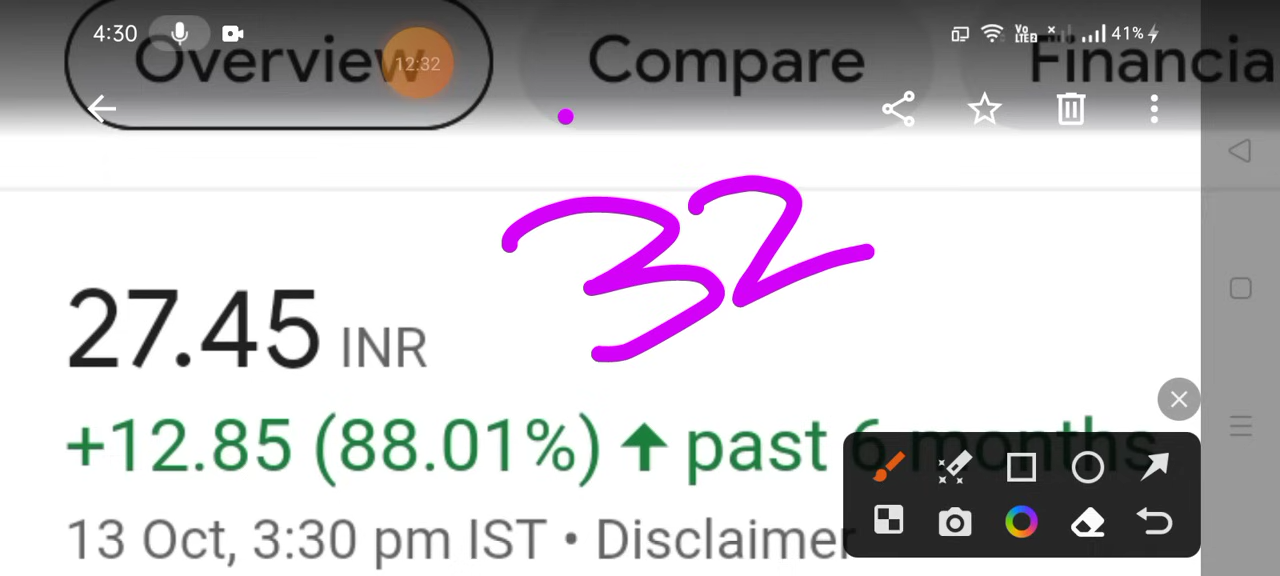 4:30 41%
Overview Compare Financia
12:32
32
27.45 INR
+12.85 (88.01%) ↑ past 6 months
13 Oct, 3:30 pm IST • Disclaimer